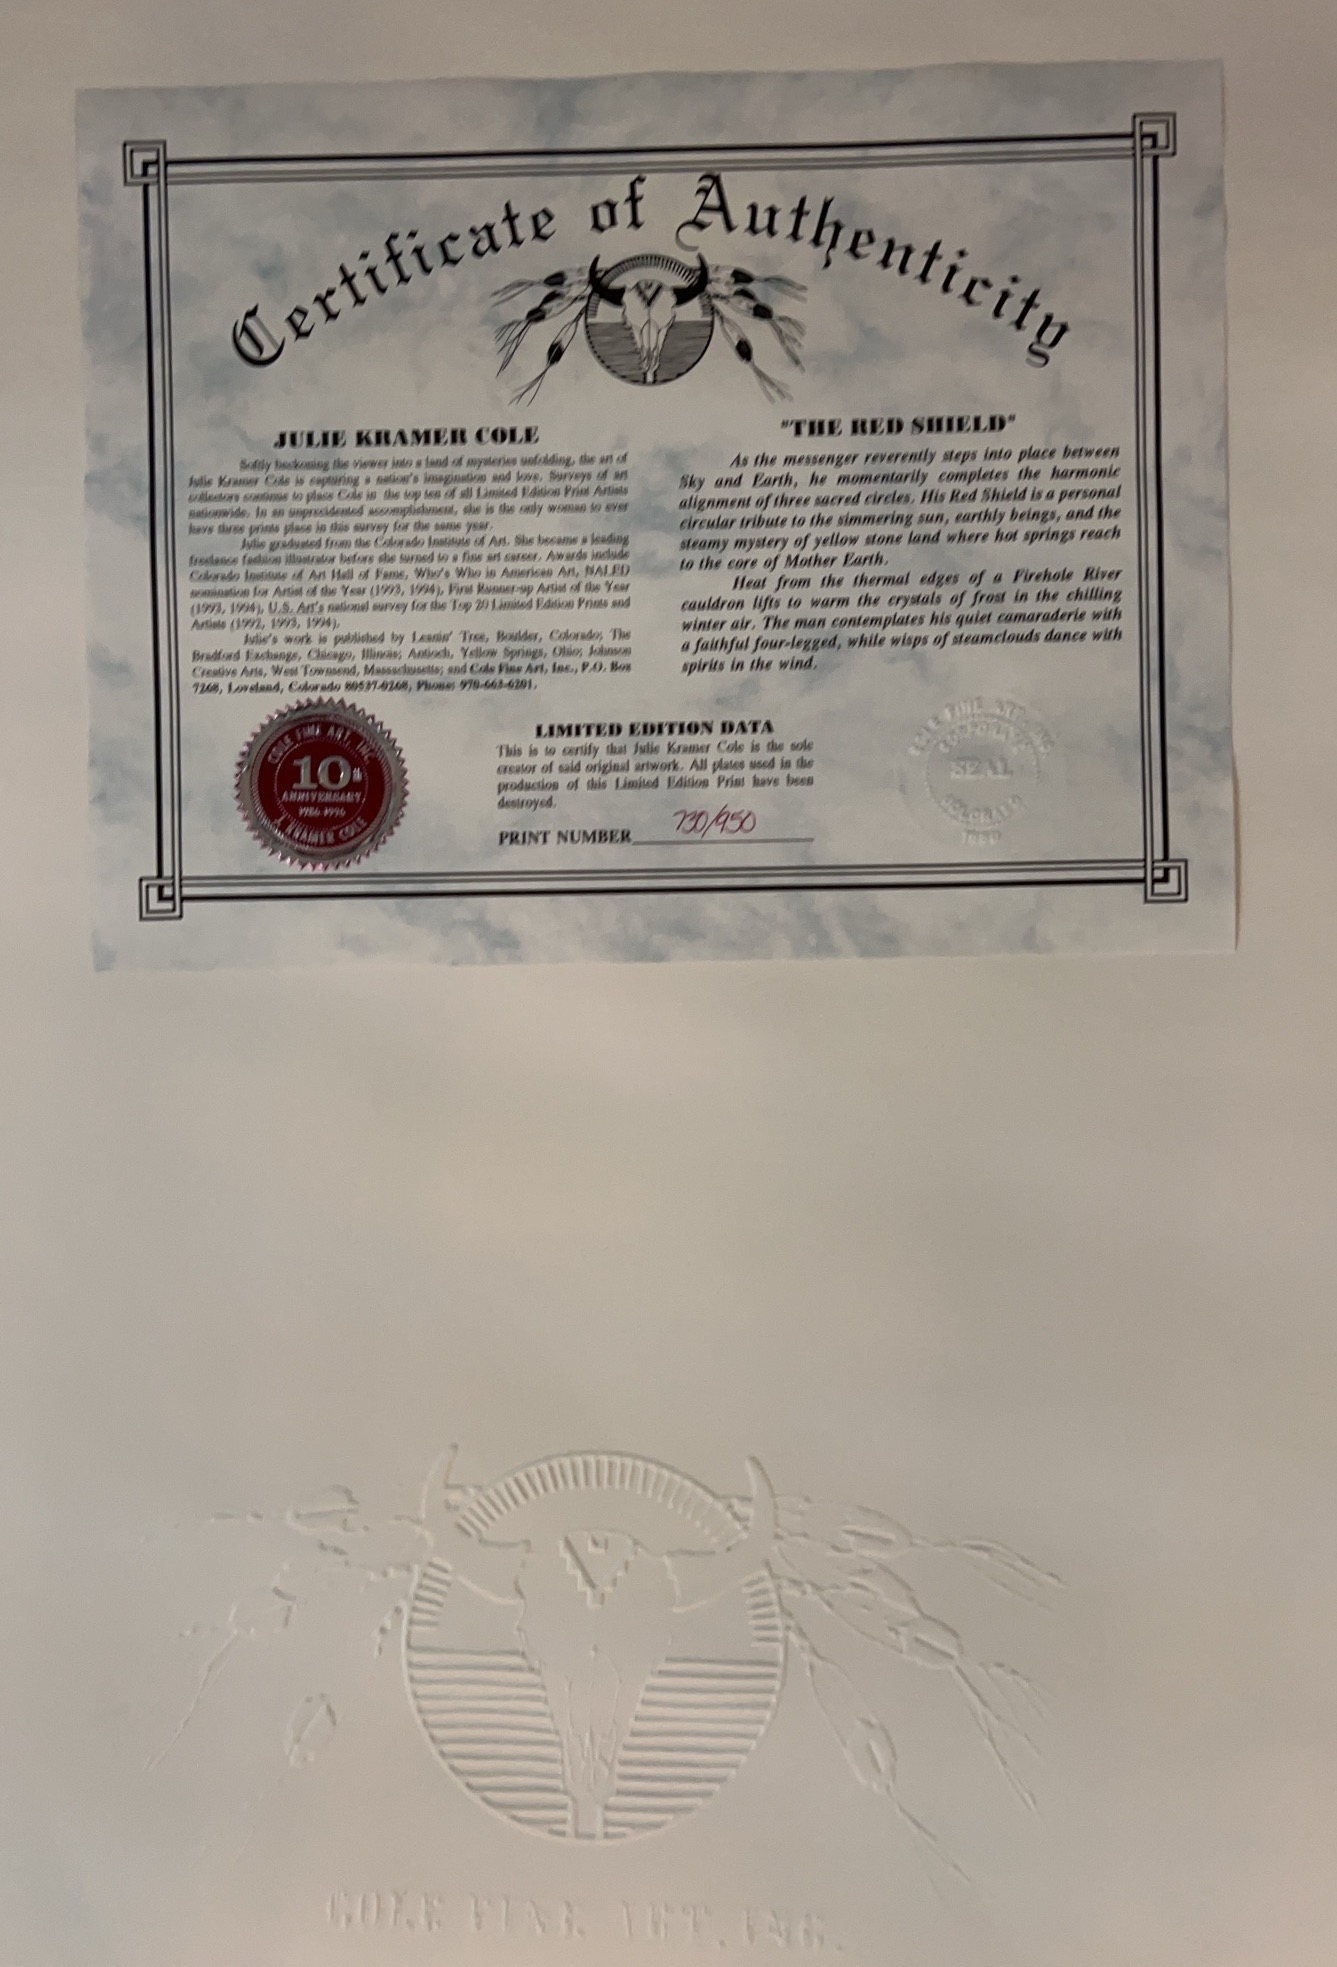 Certificate of Authenticity
JULIE KRAMER COLE
Softly beckoning the viewer into a land of mysteries unfolding, the art of
Julie Kramer Cole is capturing a nation's imagination and love. Surveys of art
collectors continue to place Cole in the top ten of all Limited Edition Print Artists
nationwide. In an unprecidented accomplishment, she is the only woman to ever
have three prints place in this survey for the same year.
Julie graduated from the Colorado Institute of Art. She became a leading
freelance fashion illustrator before she turned to a fine art career. Awards include
Colorado Institute of Art Hall of Fame, Who's Who in American Art, NALED
nomination for Artist of the Year (1993, 1994), First Runner-up Artist of the Year
(1993, 1994), U.S. Art's national survey for the Top 20 Limited Edition Prints and
Artists (1992, 1993, 1994).
Julie's work is published by Leanin' Tree, Boulder, Colorado; The
Bradford Exchange, Chicago, Illinois; Antioch, Yellow Springs, Ohio; Johnson
Creative Arts, West Townsend, Massachusetts; and Cole Fine Art, Inc., P.O. Box
7268, Loveland, Colorado 80537-0268, Phone: 970-663-6201.
"THE RED SHIELD"
As the messenger reverently steps into place between
Sky and Earth, he momentarily completes the harmonic
alignment of three sacred circles. His Red Shield is a personal
circular tribute to the simmering sun, earthly beings, and the
steamy mystery of yellow stone land where hot springs reach
to the core of Mother Earth.
Heat from the thermal edges of a Firehole River
cauldron lifts to warm the crystals of frost in the chilling
winter air. The man contemplates his quiet camaraderie with
a faithful four-legged, while wisps of steamclouds dance with
spirits in the wind.
COLE FINE ART, INC.
10th
ANNIVERSARY
1986-1996
KRAMER COLE
LIMITED EDITION DATA
This is to certify that Julie Kramer Cole is the sole
creator of said original artwork. All plates used in the
production of this Limited Edition Print have been
destroyed.
PRINT NUMBER 730/950
COLE FINE ART, INC.
CORPORATE
SEAL
COLORADO
COLE FINE ART, INC.